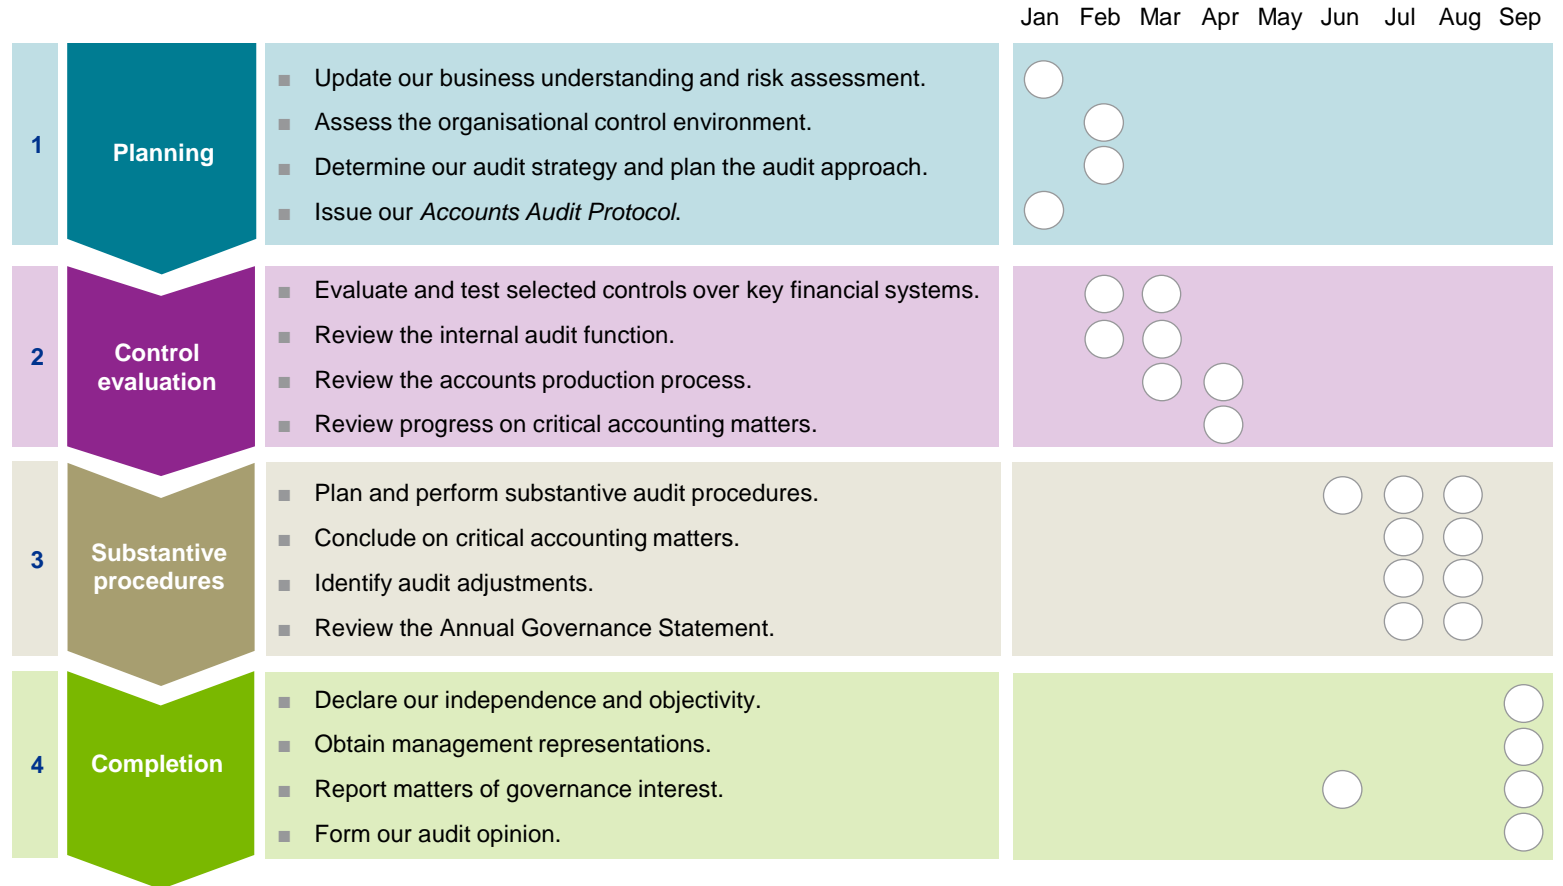 Jan Feb Mar Apr May Jun Jul Aug Sep
1
Planning
■ Update our business understanding and risk assessment.
■ Assess the organisational control environment.
■ Determine our audit strategy and plan the audit approach.
■ Issue our Accounts Audit Protocol.
2
Control
evaluation
■ Evaluate and test selected controls over key financial systems.
■ Review the internal audit function.
■ Review the accounts production process.
■ Review progress on critical accounting matters.
3
Substantive
procedures
■ Plan and perform substantive audit procedures.
■ Conclude on critical accounting matters.
■ Identify audit adjustments.
■ Review the Annual Governance Statement.
4
Completion
■ Declare our independence and objectivity.
■ Obtain management representations.
■ Report matters of governance interest.
■ Form our audit opinion.